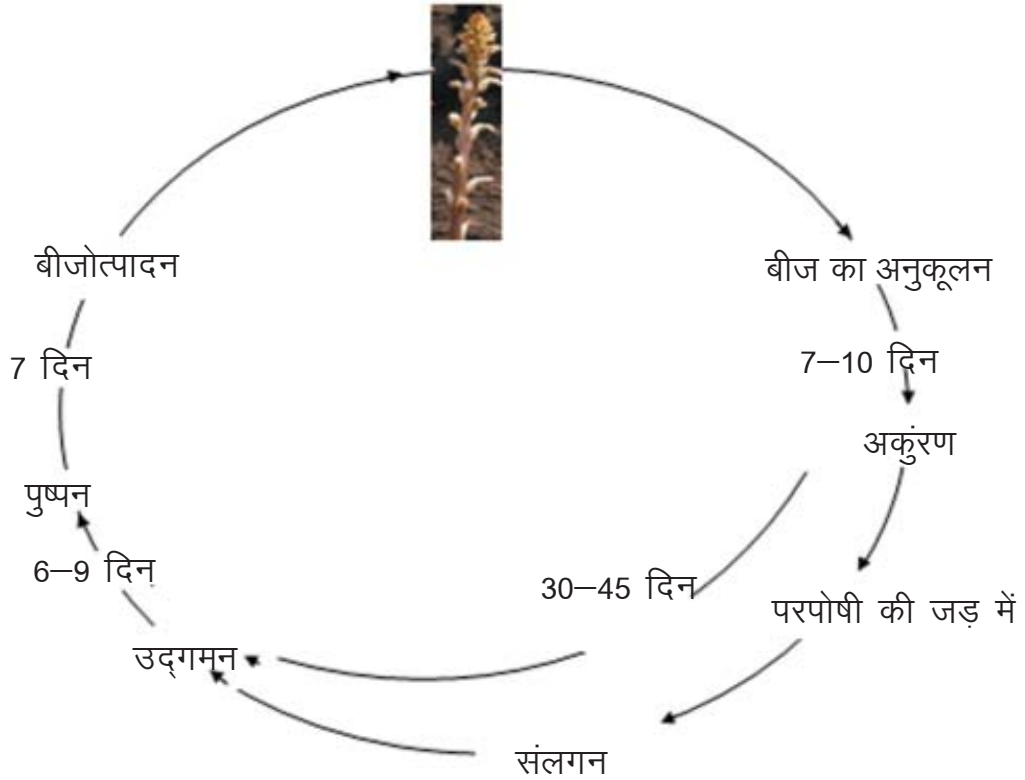 बीजोत्पादन
बीज का अनुकूलन
7 दिन
7–10 दिन
अकुंरण
पुष्पन
6–9 दिन
30–45 दिन
परपोषी की जड़ में
उद्गमन
संलगन